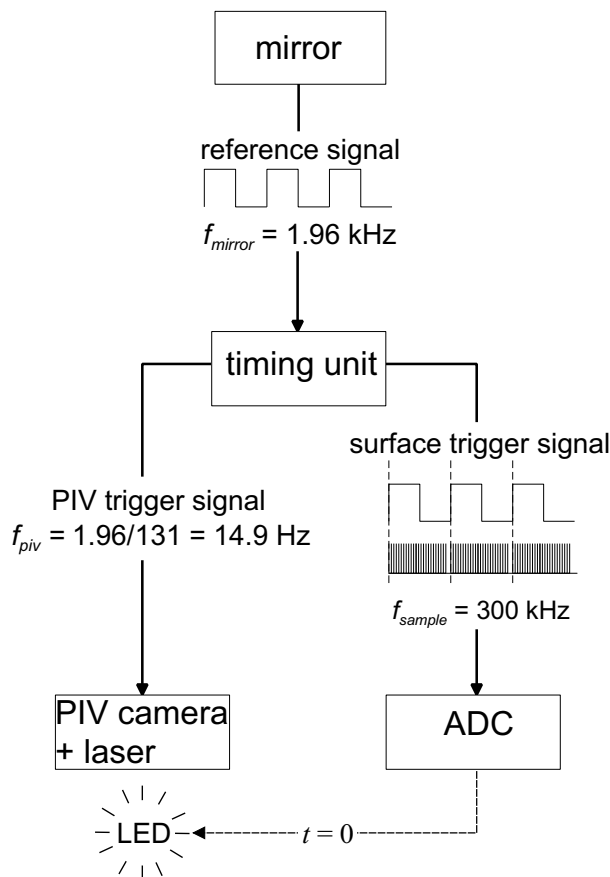 mirror
reference signal
f_mirror = 1.96 kHz
timing unit
surface trigger signal
PIV trigger signal
f_piv = 1.96/131 = 14.9 Hz
f_sample = 300 kHz
PIV camera
+ laser
ADC
LED
t = 0